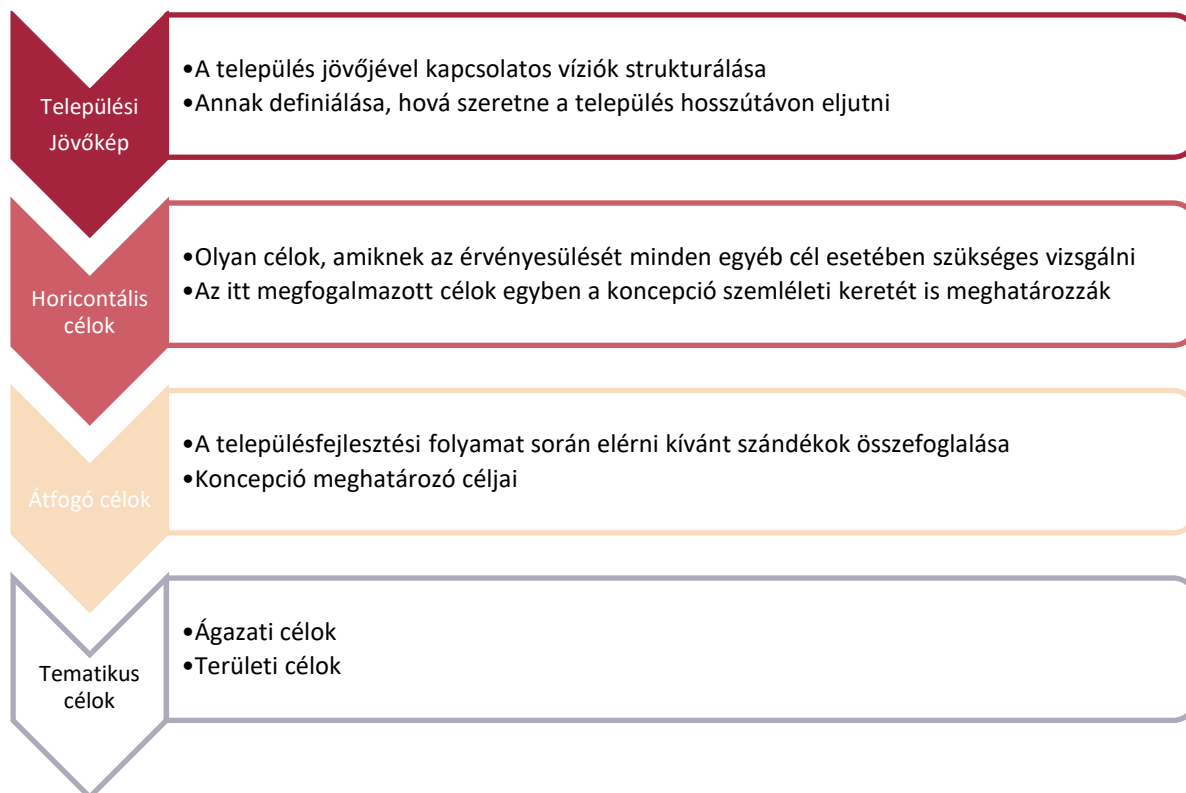 Települési
Jövőkép
•A település jövőjével kapcsolatos víziók strukturálása
•Annak definiálása, hová szeretne a település hosszútávon eljutni
Horicontális
célok
•Olyan célok, amiknek az érvényesülését minden egyéb cél esetében szükséges vizsgálni
•Az itt megfogalmazott célok egyben a koncepció szemléleti keretét is meghatározzák
Átfogó célok
•A településfejlesztési folyamat során elérni kívánt szándékok összefoglalása
•Koncepció meghatározó céljai
Tematikus
célok
•Ágazati célok
•Területi célok